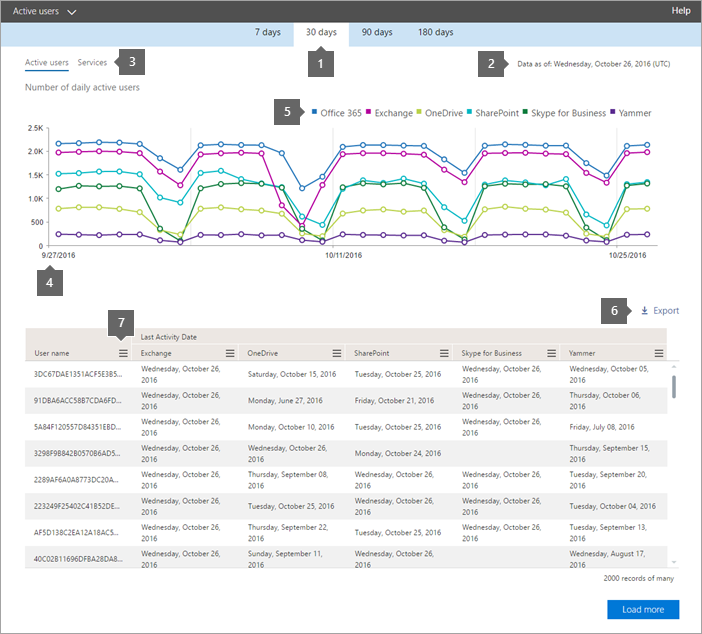 Active users
Help
7 days 30 days 90 days 180 days
1
Active users Services 3
2 Data as of: Wednesday, October 26, 2016 (UTC)
Number of daily active users
5 Office 365 Exchange OneDrive SharePoint Skype for Business Yammer
2.5K
2.0K
1.5K
1.0K
500
0
9/27/2016 10/11/2016 10/25/2016
4
6 Export
7
Last Activity Date
User name Exchange OneDrive SharePoint Skype for Business Yammer
3DC67DAE1351ACF5E3B5... Wednesday, October 26, 2016 Saturday, October 15, 2016 Tuesday, October 25, 2016 Wednesday, October 26, 2016 Wednesday, October 05, 2016
91DBA6ACC58B7CDA6FD... Wednesday, October 26, 2016 Monday, June 27, 2016 Friday, October 21, 2016 Wednesday, October 26, 2016 Thursday, October 06, 2016
5A84F120557D84351EBD... Wednesday, October 26, 2016 Monday, October 10, 2016 Tuesday, October 25, 2016 Wednesday, October 26, 2016 Friday, July 08, 2016
3298F9B842B0570B6AD5... Wednesday, October 26, 2016 Wednesday, October 26, 2016 Monday, October 24, 2016 Thursday, September 15, 2016
2289AF6A0A8773DC20A... Wednesday, October 26, 2016 Thursday, September 08, 2016 Wednesday, October 26, 2016 Wednesday, October 26, 2016 Tuesday, September 20, 2016
223249F25402C41B52DE... Wednesday, October 26, 2016 Tuesday, October 25, 2016 Wednesday, October 26, 2016 Wednesday, October 26, 2016 Tuesday, October 04, 2016
AF5D138C2EA12A18AC5... Wednesday, October 26, 2016 Thursday, September 22, 2016 Tuesday, October 25, 2016 Wednesday, October 26, 2016 Tuesday, September 13, 2016
40C02B11696DFBA28DA8... Wednesday, October 26, 2016 Sunday, September 11, 2016 Wednesday, October 26, 2016 Wednesday, August 17, 2016
2000 records of many
Load more